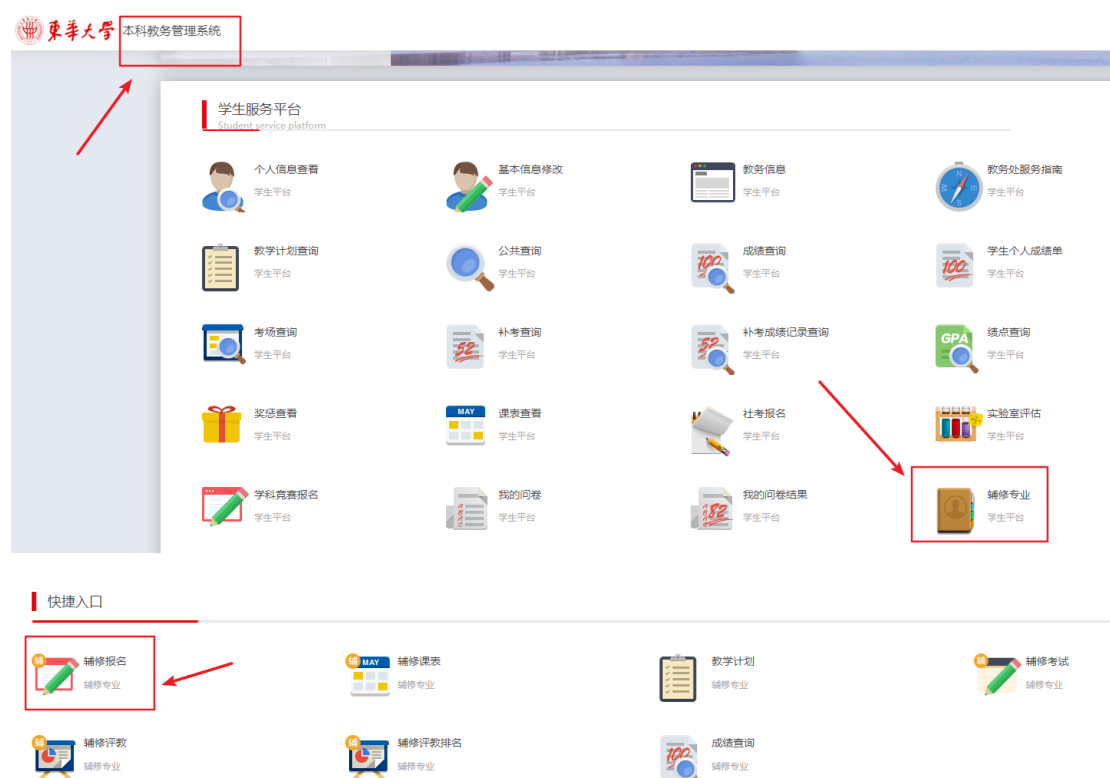 東華大學 本科教务管理系统
学生服务平台
Student service platform
个人信息查看
学生平台
基本信息修改
学生平台
教务信息
学生平台
教务处服务指南
学生平台
教学计划查询
学生平台
公共查询
学生平台
成绩查询
学生平台
学生个人成绩单
学生平台
考场查询
学生平台
补考查询
学生平台
补考成绩记录查询
学生平台
绩点查询
学生平台
奖惩查看
学生平台
课表查看
学生平台
社考报名
学生平台
实验室评估
学生平台
学科竞赛报名
学生平台
我的问卷
学生平台
我的问卷结果
学生平台
辅修专业
学生平台
快捷入口
辅修报名
辅修专业
辅修课表
辅修专业
教学计划
辅修专业
辅修考试
辅修专业
辅修评教
辅修专业
辅修评教排名
辅修专业
成绩查询
辅修专业